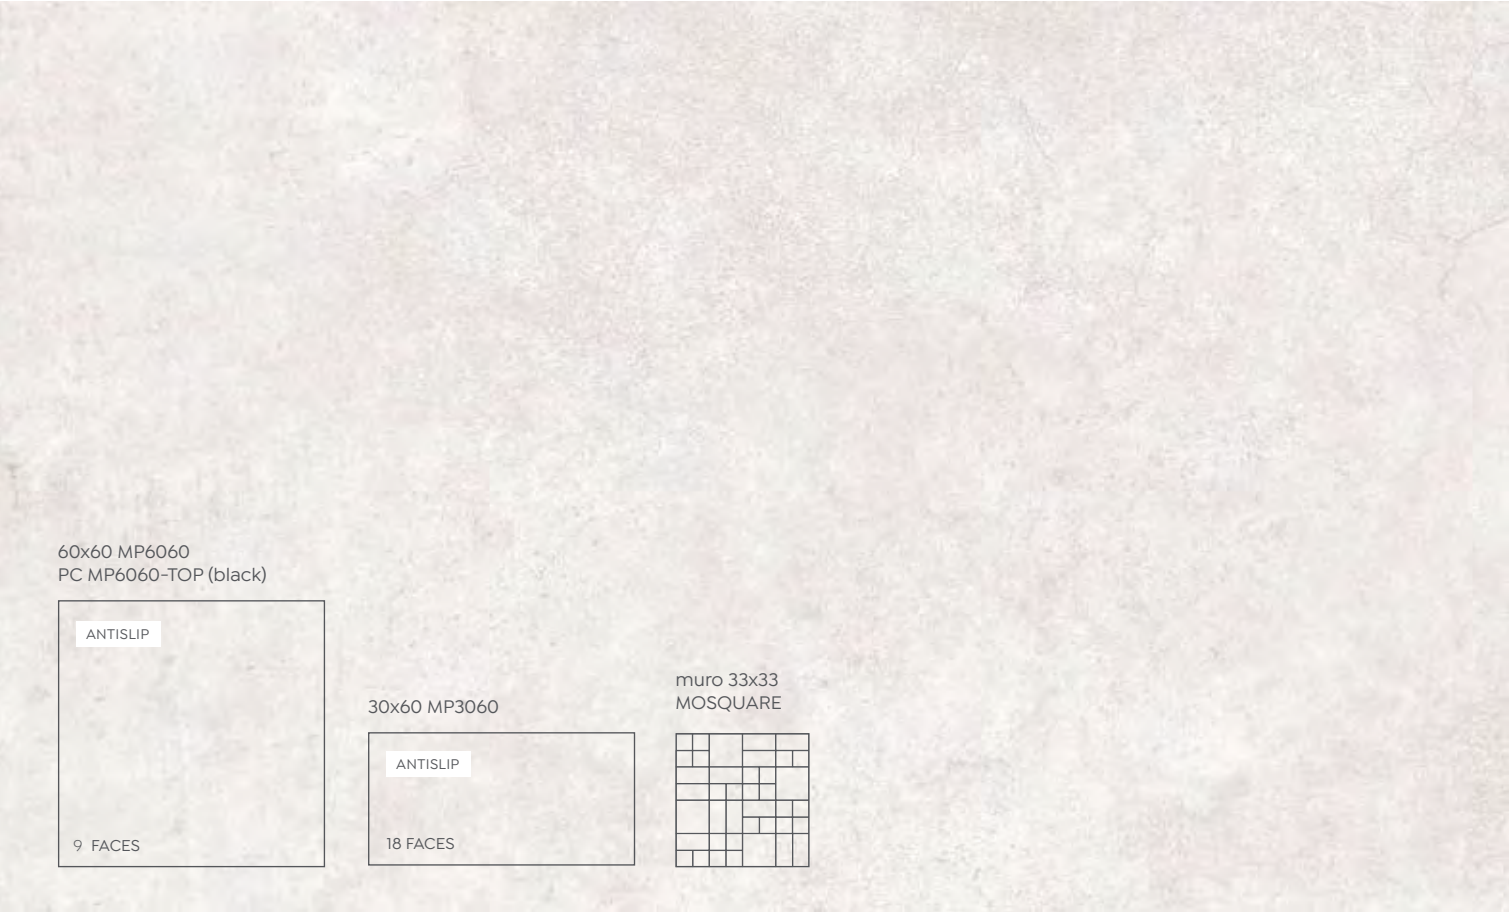 60x60 MP6060
PC MP6060-TOP (black)
ANTISLIP
9 FACES
30x60 MP3060
ANTISLIP
18 FACES
muro 33x33
MOSQUARE